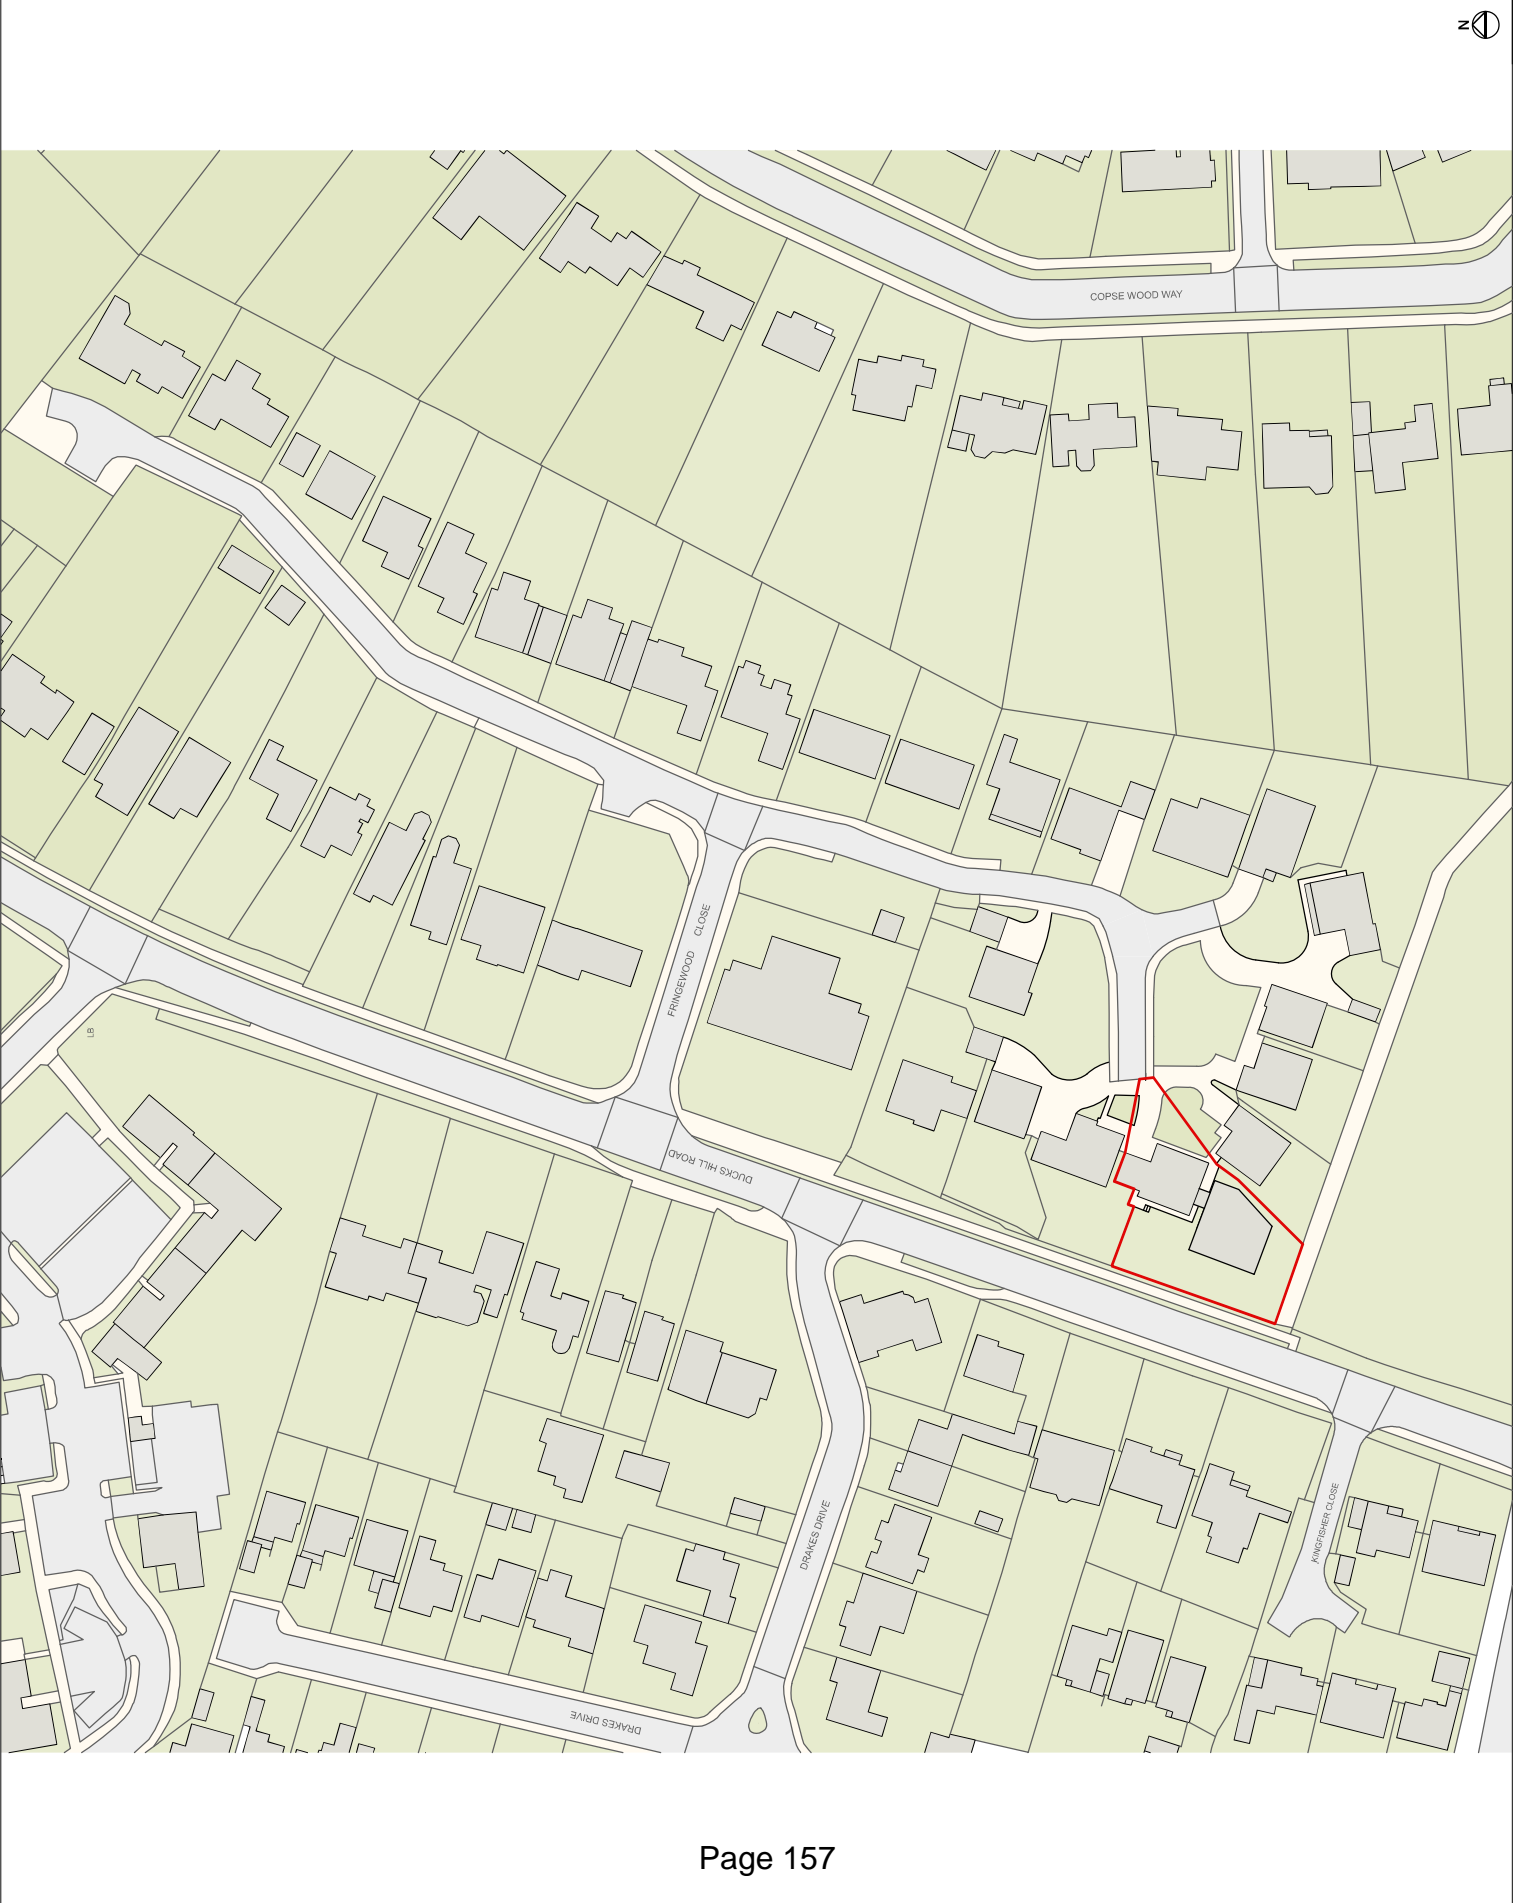 N
COPSE WOOD WAY
FRINGEWOOD CLOSE
LB
DUCKS HILL ROAD
DRAKES DRIVE
KINGFISHER CLOSE
DRAKES DRIVE
Page 157